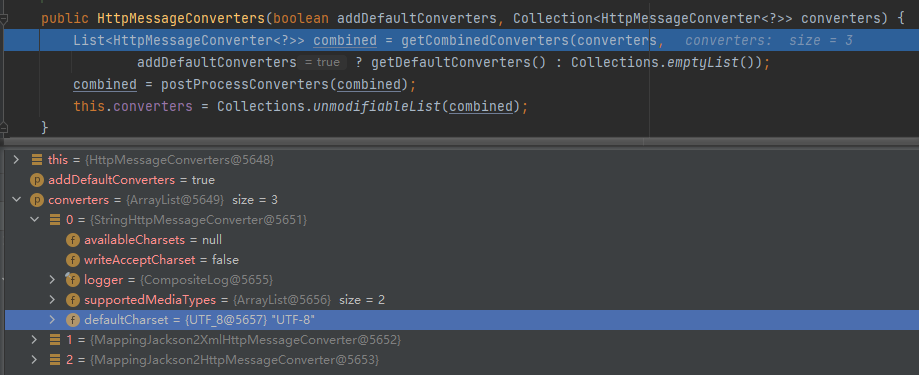 public HttpMessageConverters(boolean addDefaultConverters, Collection<HttpMessageConverter<?>> converters) {
List<HttpMessageConverter<?>> combined = getCombinedConverters(converters, converters: size = 3
addDefaultConverters = true ? getDefaultConverters() : Collections.emptyList());
combined = postProcessConverters(combined);
this.converters = Collections.unmodifiableList(combined);
}
this = {HttpMessageConverters@5648}
p addDefaultConverters = true
p converters = {ArrayList@5649} size = 3
0 = {StringHttpMessageConverter@5651}
f availableCharsets = null
f writeAcceptCharset = false
f logger = {CompositeLog@5655}
f supportedMediaTypes = {ArrayList@5656} size = 2
f defaultCharset = {UTF_8@5657} "UTF-8"
1 = {MappingJackson2XmlHttpMessageConverter@5652}
2 = {MappingJackson2HttpMessageConverter@5653}